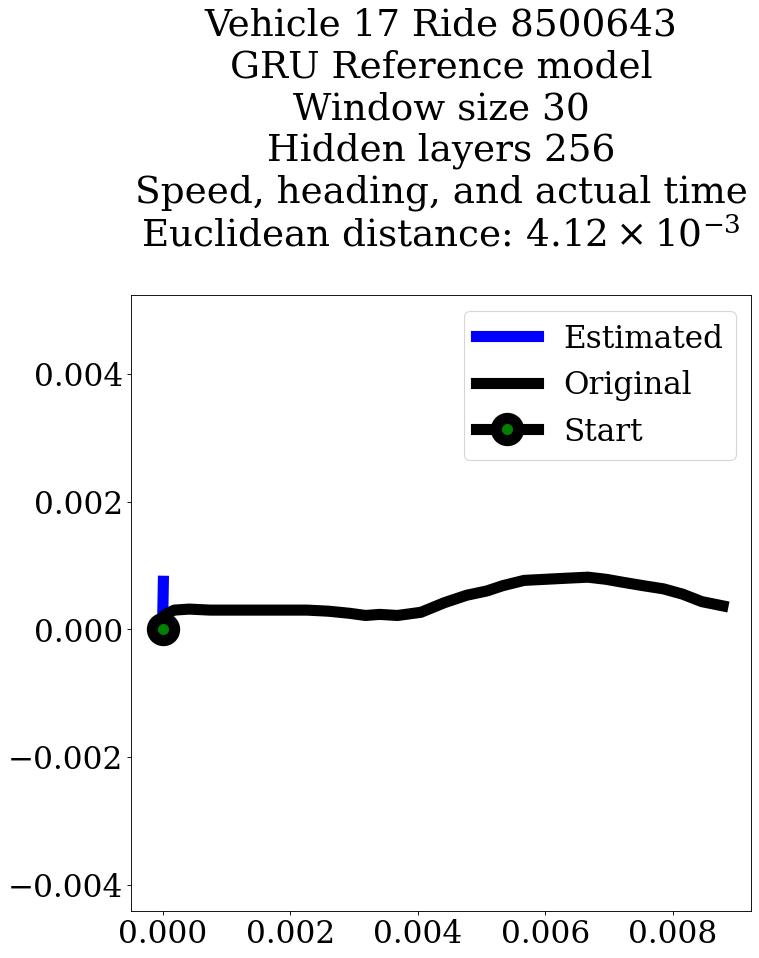 Vehicle 17 Ride 8500643
GRU Reference model
Window size 30
Hidden layers 256
Speed, heading, and actual time
Euclidean distance: 4.12 × 10⁻³
Estimated
Original
Start
0.004
0.002
0.000
−0.002
−0.004
0.000 0.002 0.004 0.006 0.008